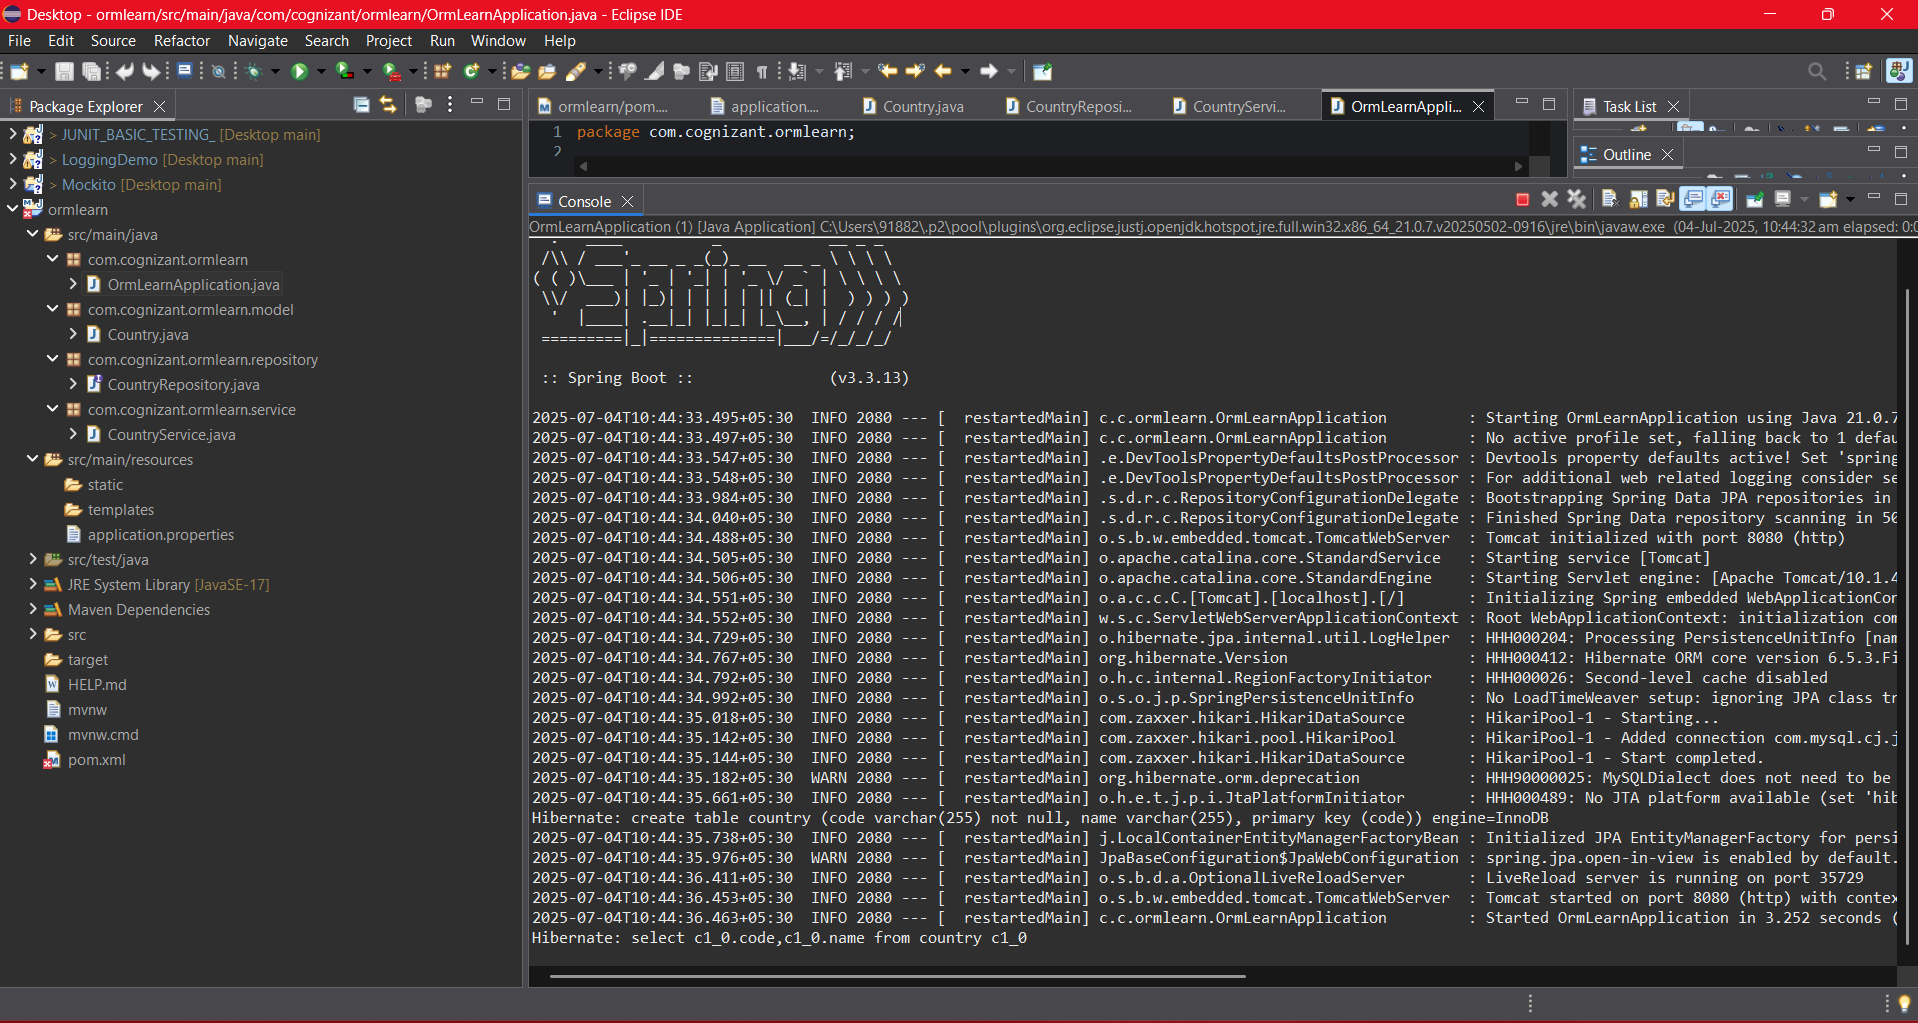 Desktop - ormlearn/src/main/java/com/cognizant/ormlearn/OrmLearnApplication.java - Eclipse IDE
File Edit Source Refactor Navigate Search Project Run Window Help
Package Explorer
> JUNIT_BASIC_TESTING_ [Desktop main]
> LoggingDemo [Desktop main]
> Mockito [Desktop main]
ormlearn
src/main/java
com.cognizant.ormlearn
OrmLearnApplication.java
com.cognizant.ormlearn.model
Country.java
com.cognizant.ormlearn.repository
CountryRepository.java
com.cognizant.ormlearn.service
CountryService.java
src/main/resources
static
templates
application.properties
src/test/java
JRE System Library [JavaSE-17]
Maven Dependencies
src
target
HELP.md
mvnw
mvnw.cmd
pom.xml
ormlearn/pom.... application.... Country.java CountryReposi... CountryServi... OrmLearnAppli...
1 package com.cognizant.ormlearn;
2
Task List
Outline
Console
OrmLearnApplication (1) [Java Application] C:\Users\91882\.p2\pool\plugins\org.eclipse.justj.openjdk.hotspot.jre.full.win32.x86_64_21.0.7.v20250502-0916\jre\bin\javaw.exe (04-Jul-2025, 10:44:32 am elapsed: 0:0
:: Spring Boot :: (v3.3.13)
2025-07-04T10:44:33.495+05:30 INFO 2080 --- [ restartedMain] c.c.ormlearn.OrmLearnApplication : Starting OrmLearnApplication using Java 21.0.7
2025-07-04T10:44:33.497+05:30 INFO 2080 --- [ restartedMain] c.c.ormlearn.OrmLearnApplication : No active profile set, falling back to 1 defau
2025-07-04T10:44:33.547+05:30 INFO 2080 --- [ restartedMain] .e.DevToolsPropertyDefaultsPostProcessor : Devtools property defaults active! Set 'spring
2025-07-04T10:44:33.548+05:30 INFO 2080 --- [ restartedMain] .e.DevToolsPropertyDefaultsPostProcessor : For additional web related logging consider se
2025-07-04T10:44:33.984+05:30 INFO 2080 --- [ restartedMain] .s.d.r.c.RepositoryConfigurationDelegate : Bootstrapping Spring Data JPA repositories in
2025-07-04T10:44:34.040+05:30 INFO 2080 --- [ restartedMain] .s.d.r.c.RepositoryConfigurationDelegate : Finished Spring Data repository scanning in 50
2025-07-04T10:44:34.488+05:30 INFO 2080 --- [ restartedMain] o.s.b.w.embedded.tomcat.TomcatWebServer : Tomcat initialized with port 8080 (http)
2025-07-04T10:44:34.505+05:30 INFO 2080 --- [ restartedMain] o.apache.catalina.core.StandardService : Starting service [Tomcat]
2025-07-04T10:44:34.506+05:30 INFO 2080 --- [ restartedMain] o.apache.catalina.core.StandardEngine : Starting Servlet engine: [Apache Tomcat/10.1.4
2025-07-04T10:44:34.551+05:30 INFO 2080 --- [ restartedMain] o.a.c.c.C.[Tomcat].[localhost].[/] : Initializing Spring embedded WebApplicationCon
2025-07-04T10:44:34.552+05:30 INFO 2080 --- [ restartedMain] w.s.c.ServletWebServerApplicationContext : Root WebApplicationContext: initialization com
2025-07-04T10:44:34.729+05:30 INFO 2080 --- [ restartedMain] o.hibernate.jpa.internal.util.LogHelper : HHH000204: Processing PersistenceUnitInfo [nam
2025-07-04T10:44:34.767+05:30 INFO 2080 --- [ restartedMain] org.hibernate.Version : HHH000412: Hibernate ORM core version 6.5.3.Fi
2025-07-04T10:44:34.792+05:30 INFO 2080 --- [ restartedMain] o.h.c.internal.RegionFactoryInitiator : HHH000026: Second-level cache disabled
2025-07-04T10:44:34.992+05:30 INFO 2080 --- [ restartedMain] o.s.o.j.p.SpringPersistenceUnitInfo : No LoadTimeWeaver setup: ignoring JPA class tr
2025-07-04T10:44:35.018+05:30 INFO 2080 --- [ restartedMain] com.zaxxer.hikari.HikariDataSource : HikariPool-1 - Starting...
2025-07-04T10:44:35.142+05:30 INFO 2080 --- [ restartedMain] com.zaxxer.hikari.pool.HikariPool : HikariPool-1 - Added connection com.mysql.cj.j
2025-07-04T10:44:35.144+05:30 INFO 2080 --- [ restartedMain] com.zaxxer.hikari.HikariDataSource : HikariPool-1 - Start completed.
2025-07-04T10:44:35.182+05:30 WARN 2080 --- [ restartedMain] org.hibernate.orm.deprecation : HHH90000025: MySQLDialect does not need to be
2025-07-04T10:44:35.661+05:30 INFO 2080 --- [ restartedMain] o.h.e.t.j.p.i.JtaPlatformInitiator : HHH000489: No JTA platform available (set 'hib
Hibernate: create table country (code varchar(255) not null, name varchar(255), primary key (code)) engine=InnoDB
2025-07-04T10:44:35.738+05:30 INFO 2080 --- [ restartedMain] j.LocalContainerEntityManagerFactoryBean : Initialized JPA EntityManagerFactory for persi
2025-07-04T10:44:35.976+05:30 WARN 2080 --- [ restartedMain] JpaBaseConfiguration$JpaWebConfiguration : spring.jpa.open-in-view is enabled by default.
2025-07-04T10:44:36.411+05:30 INFO 2080 --- [ restartedMain] o.s.b.d.a.OptionalLiveReloadServer : LiveReload server is running on port 35729
2025-07-04T10:44:36.453+05:30 INFO 2080 --- [ restartedMain] o.s.b.w.embedded.tomcat.TomcatWebServer : Tomcat started on port 8080 (http) with contex
2025-07-04T10:44:36.463+05:30 INFO 2080 --- [ restartedMain] c.c.ormlearn.OrmLearnApplication : Started OrmLearnApplication in 3.252 seconds (
Hibernate: select c1_0.code,c1_0.name from country c1_0